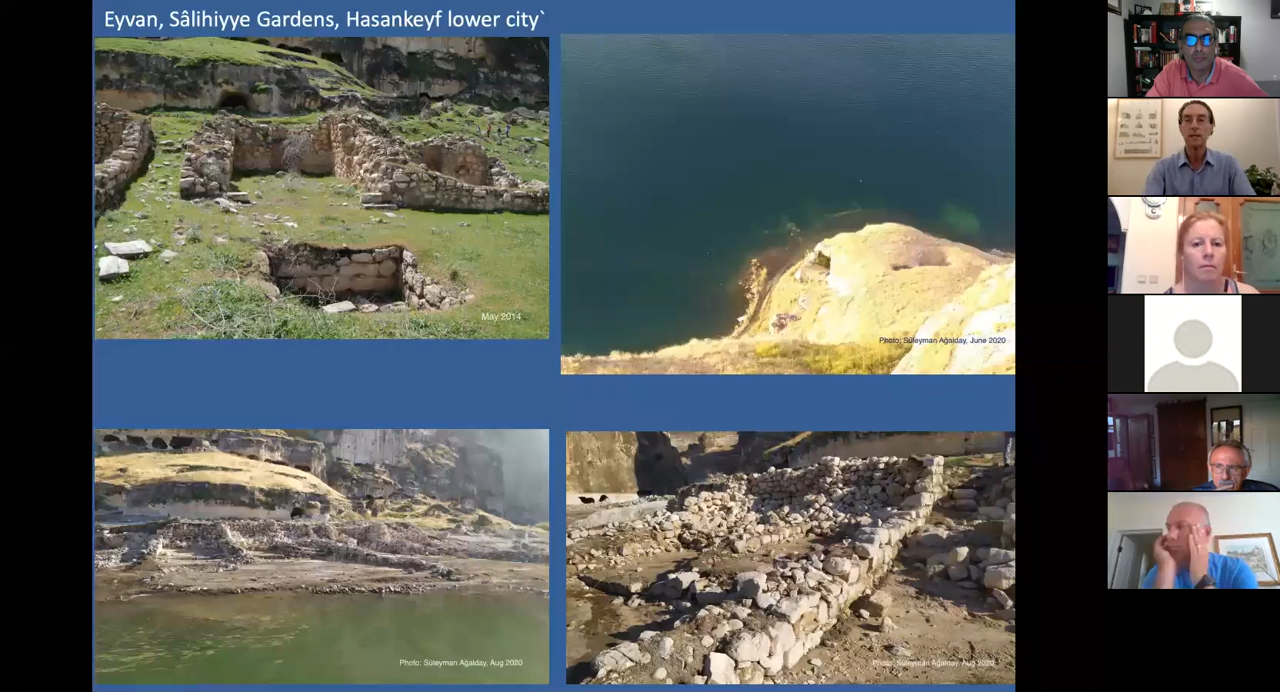 Eyvan, Sâlihiyye Gardens, Hasankeyf lower city`
May 2014
Photo: Süleyman Ağalday, June 2020
Photo: Süleyman Ağalday, Aug 2020
Photo: Süleyman Ağalday, Aug 2020